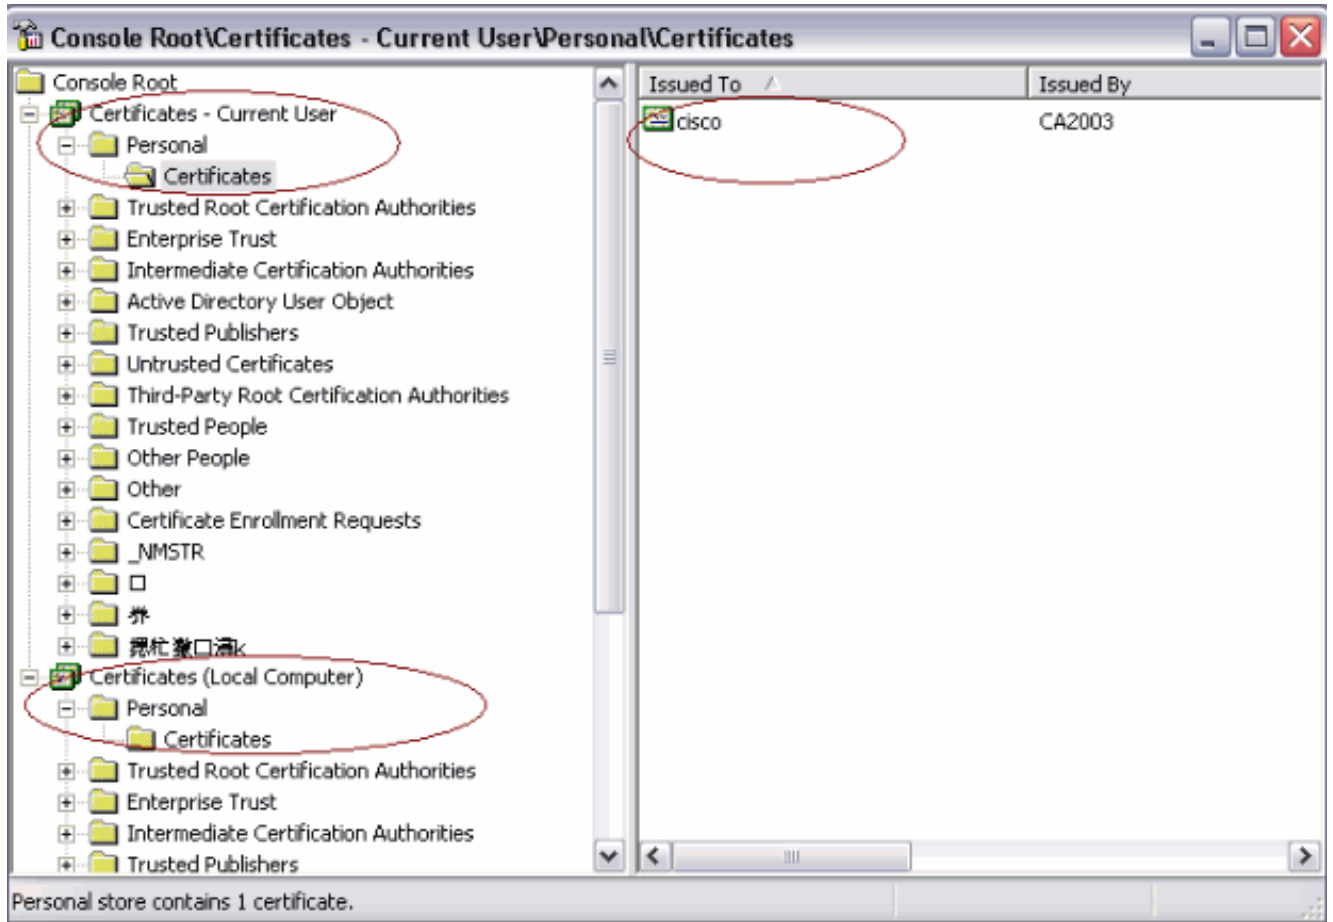 Console Root\Certificates - Current User\Personal\Certificates
Console Root
Certificates - Current User
Personal
Certificates
Trusted Root Certification Authorities
Enterprise Trust
Intermediate Certification Authorities
Active Directory User Object
Trusted Publishers
Untrusted Certificates
Third-Party Root Certification Authorities
Trusted People
Other People
Other
Certificate Enrollment Requests
_NMSTR
Certificates (Local Computer)
Personal
Certificates
Trusted Root Certification Authorities
Enterprise Trust
Intermediate Certification Authorities
Trusted Publishers
Issued To Issued By
cisco CA2003
Personal store contains 1 certificate.